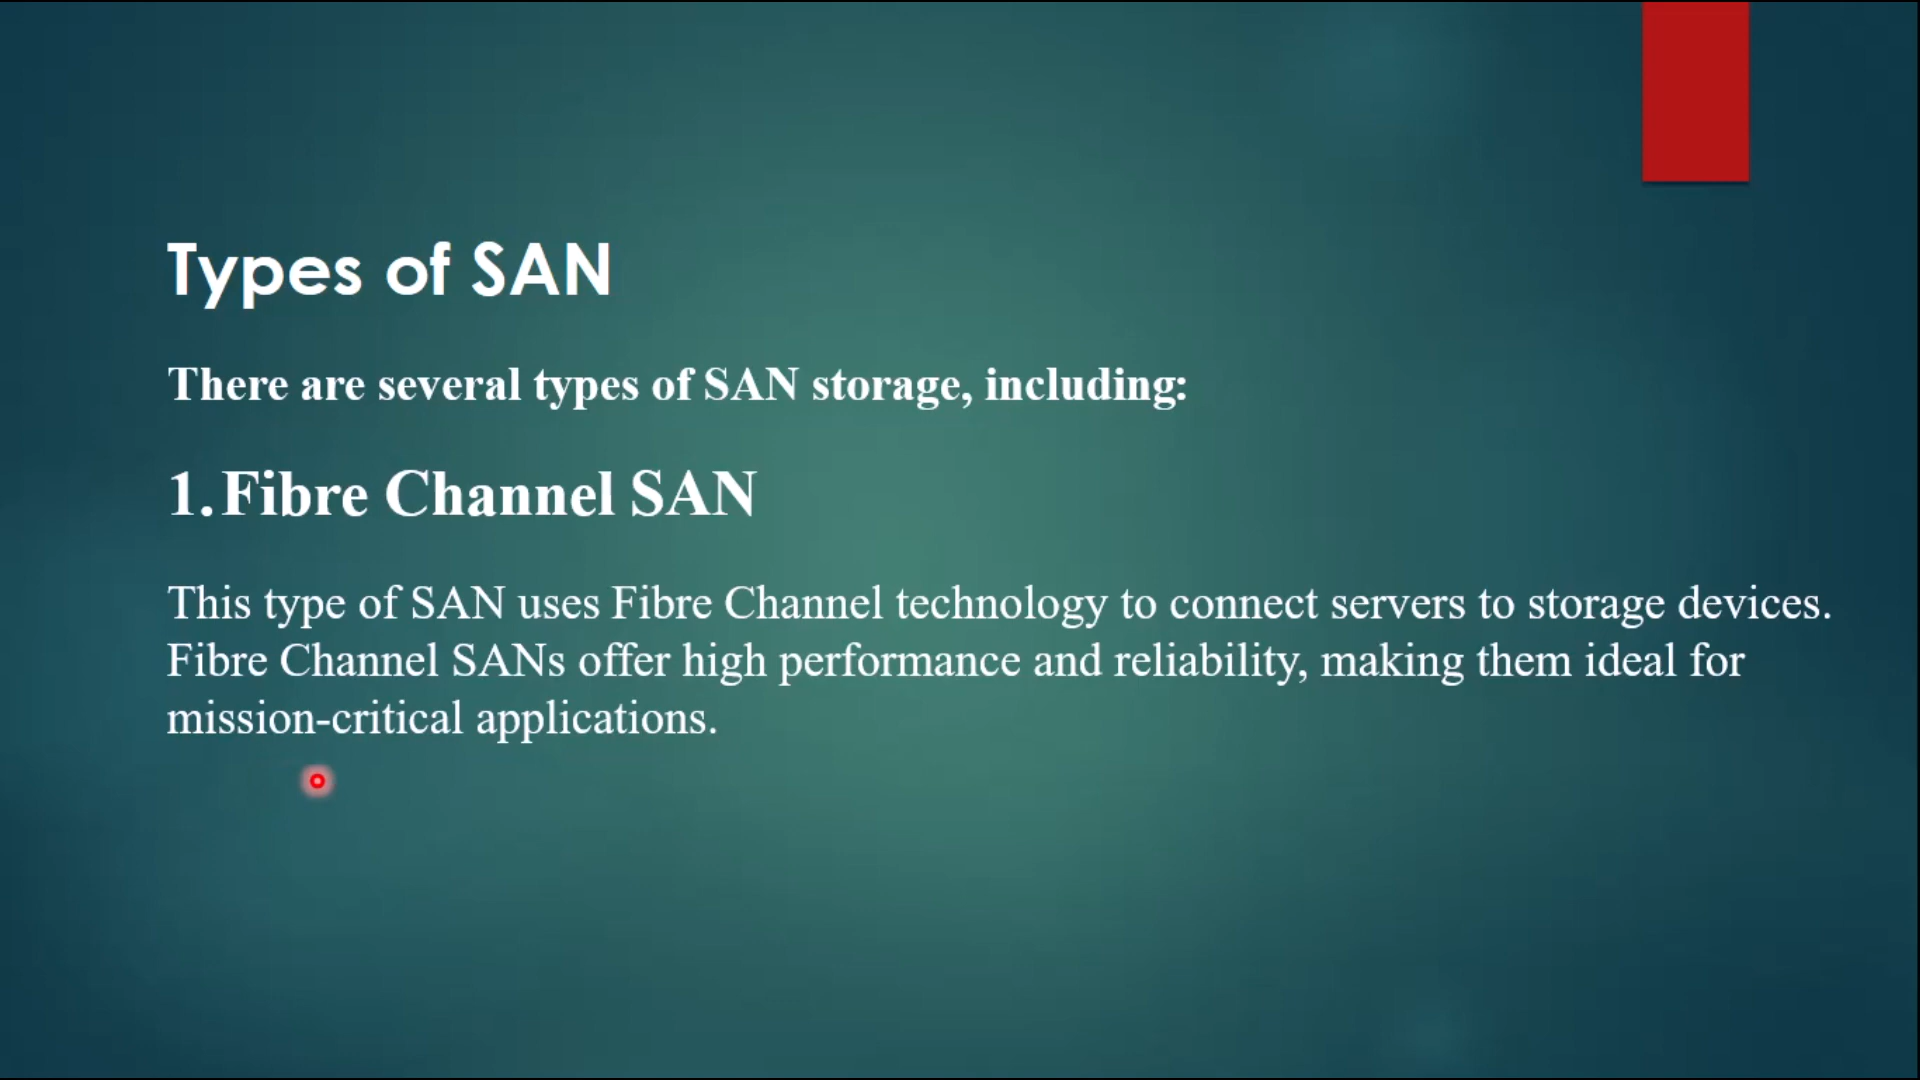 Types of SAN
There are several types of SAN storage, including:
1. Fibre Channel SAN
This type of SAN uses Fibre Channel technology to connect servers to storage devices.
Fibre Channel SANs offer high performance and reliability, making them ideal for
mission-critical applications.